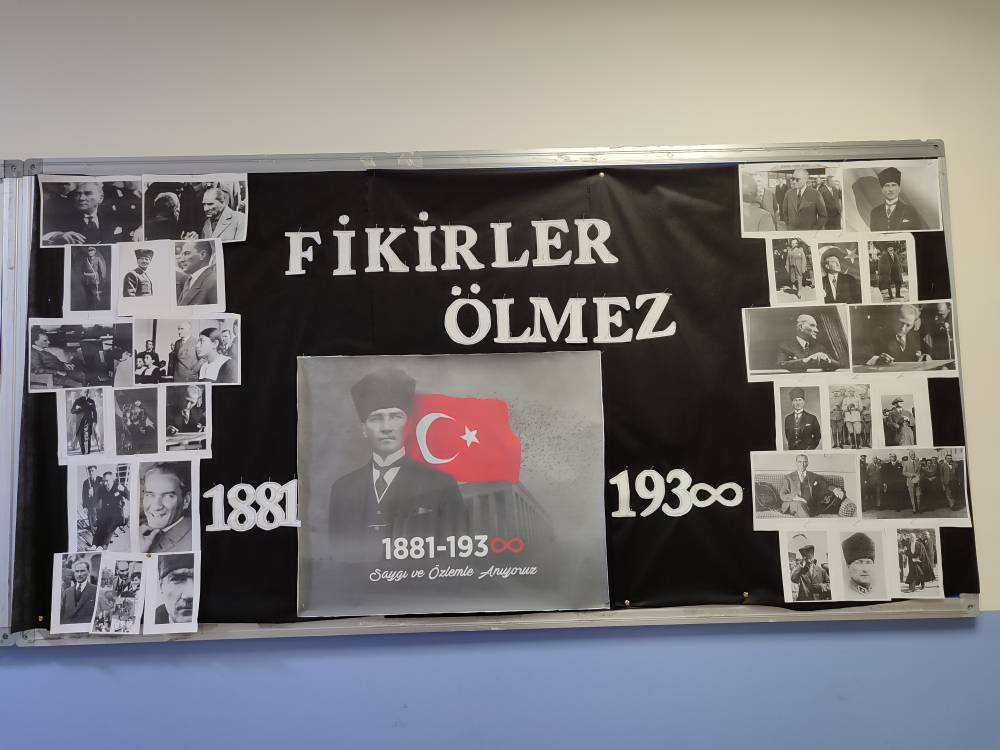 FİKİRLER
ÖLMEZ
1881
193∞
1881-193∞
Saygı ve Özlemle Anıyoruz